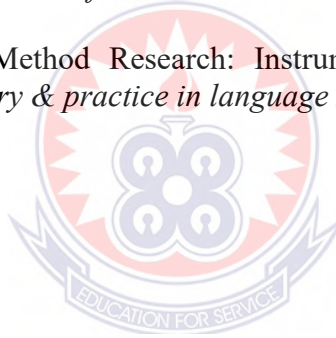 Method Research: Instrum
ry & practice in language
EDUCATION FOR SERVICE